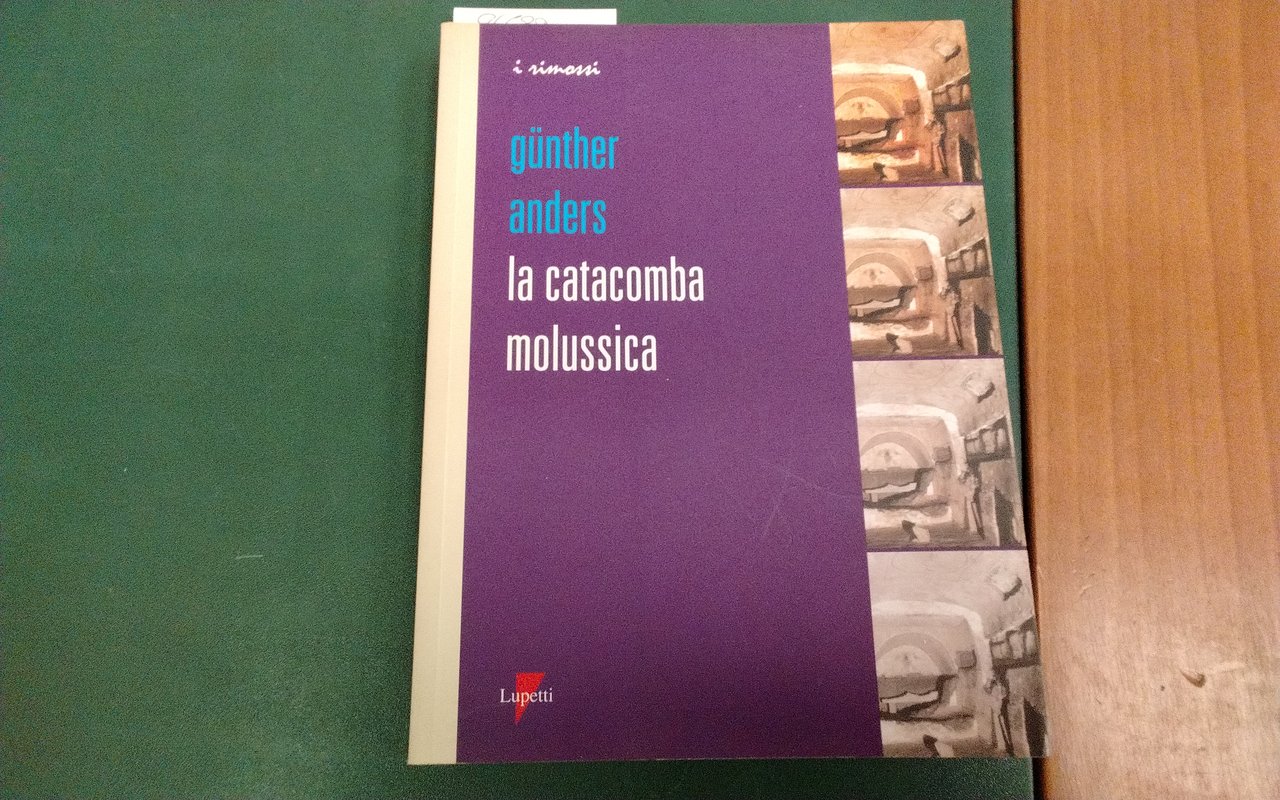 i rimossi
günther
anders
la catacomba
molussica
Lupetti